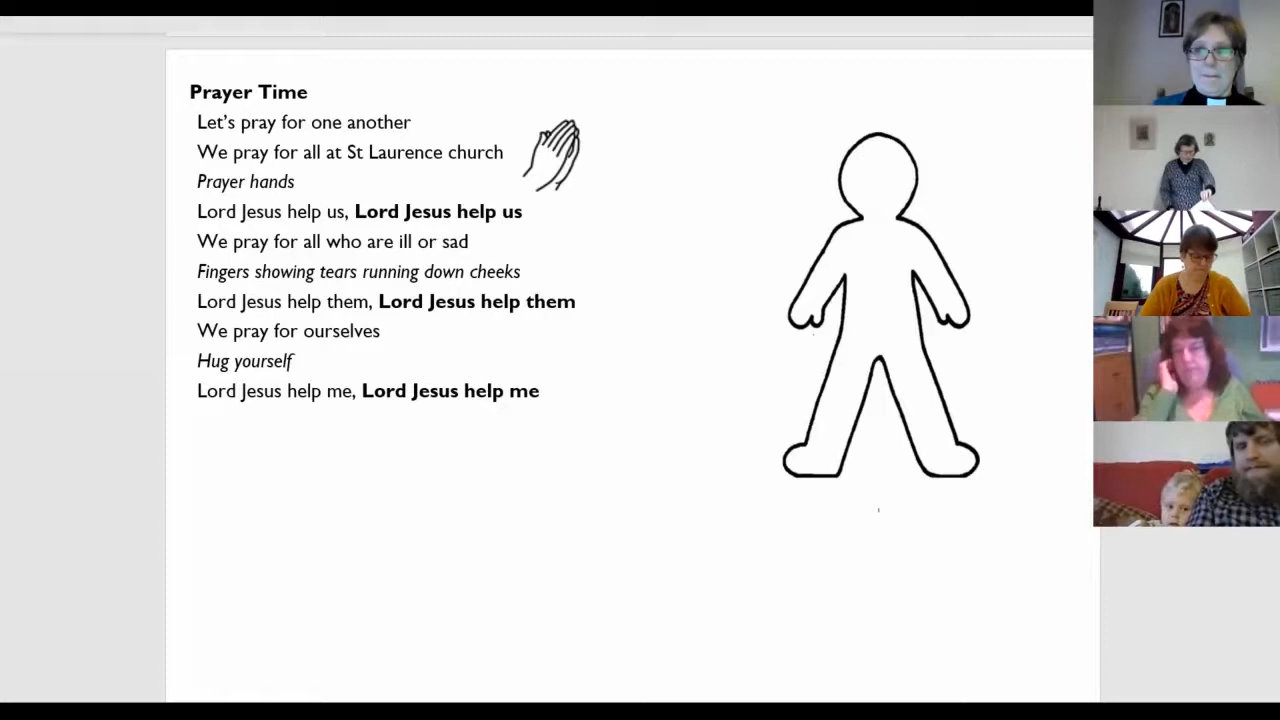 Prayer Time
Let's pray for one another
We pray for all at St Laurence church
Prayer hands
Lord Jesus help us, Lord Jesus help us
We pray for all who are ill or sad
Fingers showing tears running down cheeks
Lord Jesus help them, Lord Jesus help them
We pray for ourselves
Hug yourself
Lord Jesus help me, Lord Jesus help me